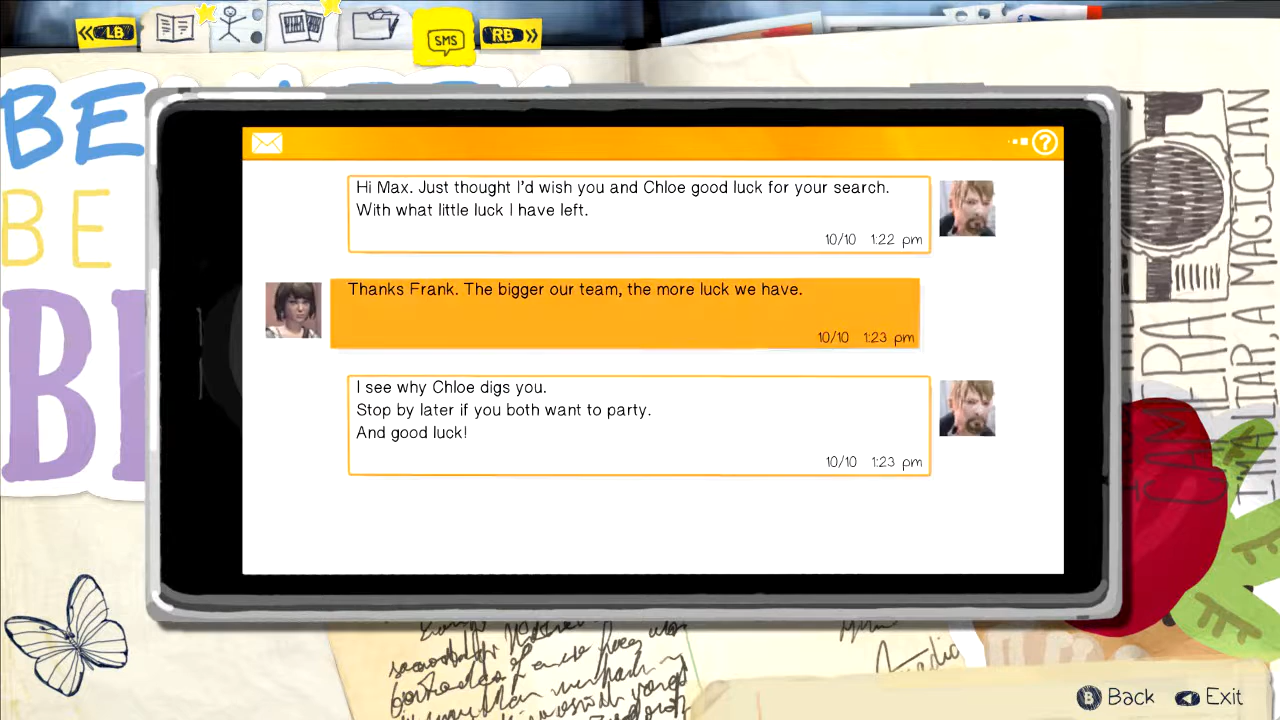 LB
SMS
RB
BE
BE
Hi Max. Just thought I'd wish you and Chloe good luck for your search.
With what little luck I have left.
10/10 1:22 pm
Thanks Frank. The bigger our team, the more luck we have.
10/10 1:23 pm
I see why Chloe digs you.
Stop by later if you both want to party.
And good luck!
10/10 1:23 pm
MAGICIAN
B Back
Exit